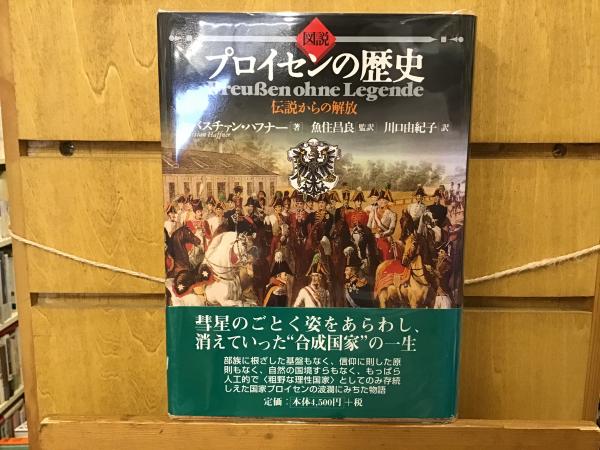 図説
プロイセンの歴史
Preußen ohne Legende
伝説からの解放
バスチャン・ハフナー 著 魚住昌良 監訳 川口由紀子 訳
Haffner
彗星のごとく姿をあらわし、
消えていった“合成国家”の一生
部族に根ざした基盤もなく、信仰に則した原
則もなく、自然の国境すらもなく、もっぱら
人工的で〈粗野な理性国家〉としてのみ存続
しえた国家プロイセンの波瀾にみちた物語
定価:本体4,500円+税